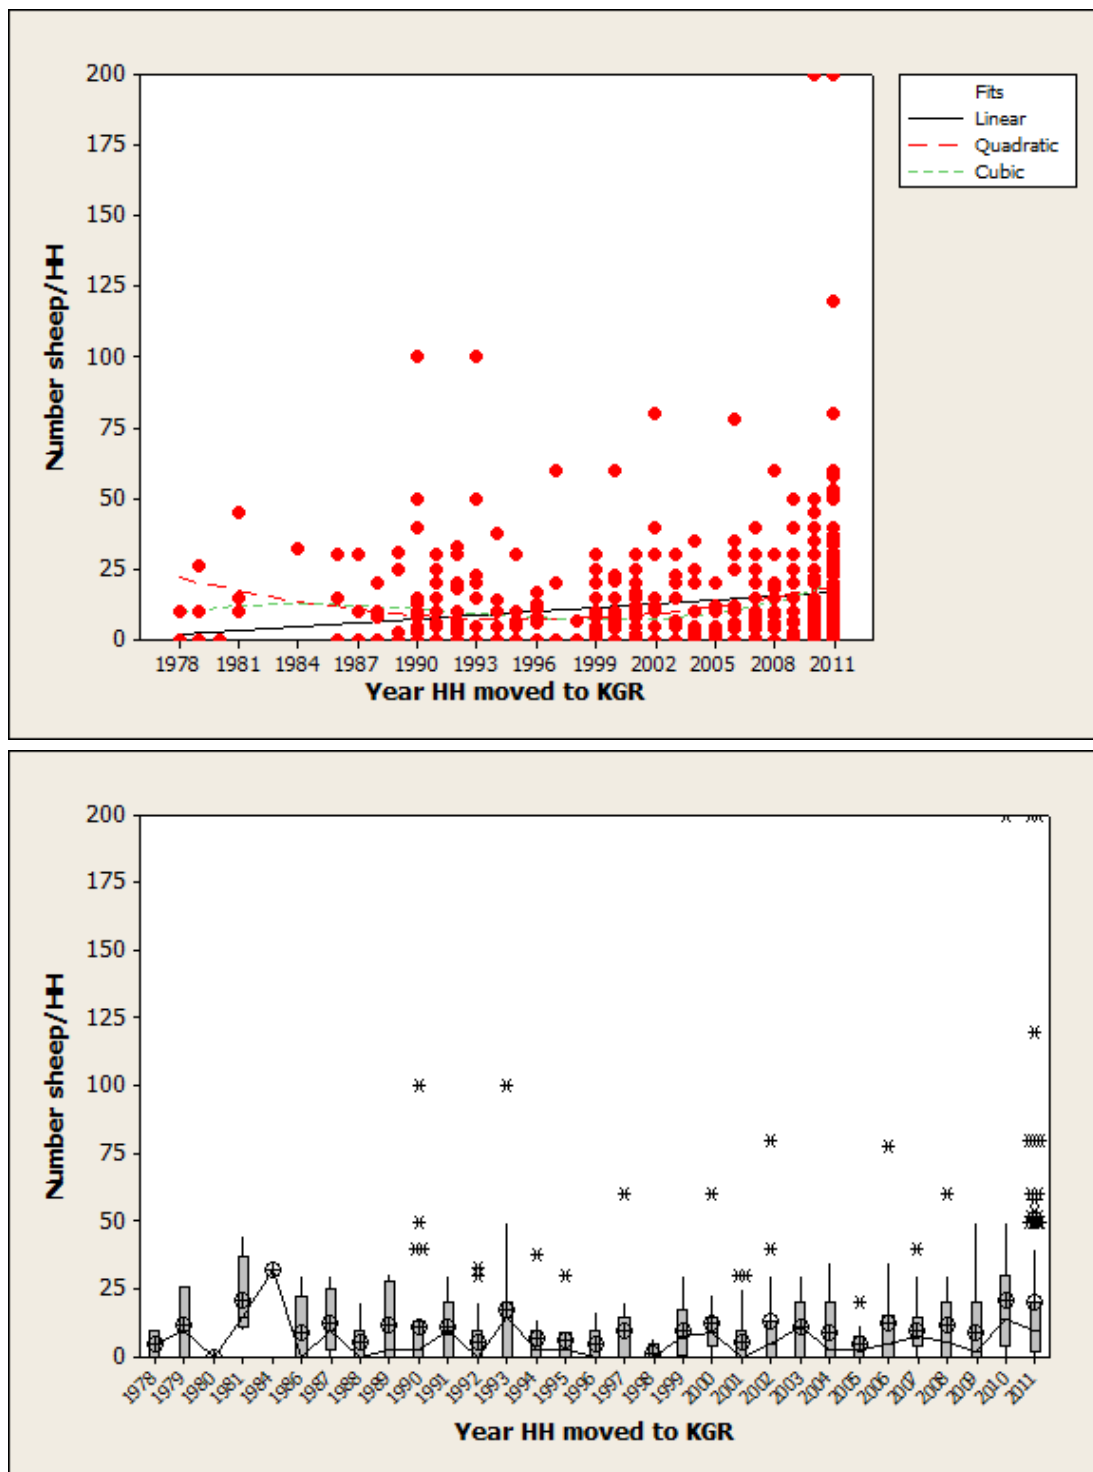 200
175
150
125
100
75
50
25
0
Number sheep/HH
1978 1981 1984 1987 1990 1993 1996 1999 2002 2005 2008 2011
Year HH moved to KGR
Fits
Linear
Quadratic
Cubic
200
175
150
125
100
75
50
25
0
Number sheep/HH
1978 1979 1980 1981 1984 1986 1987 1988 1989 1990 1991 1992 1993 1994 1995 1996 1997 1998 1999 2000 2001 2002 2003 2004 2005 2006 2007 2008 2009 2010 2011
Year HH moved to KGR